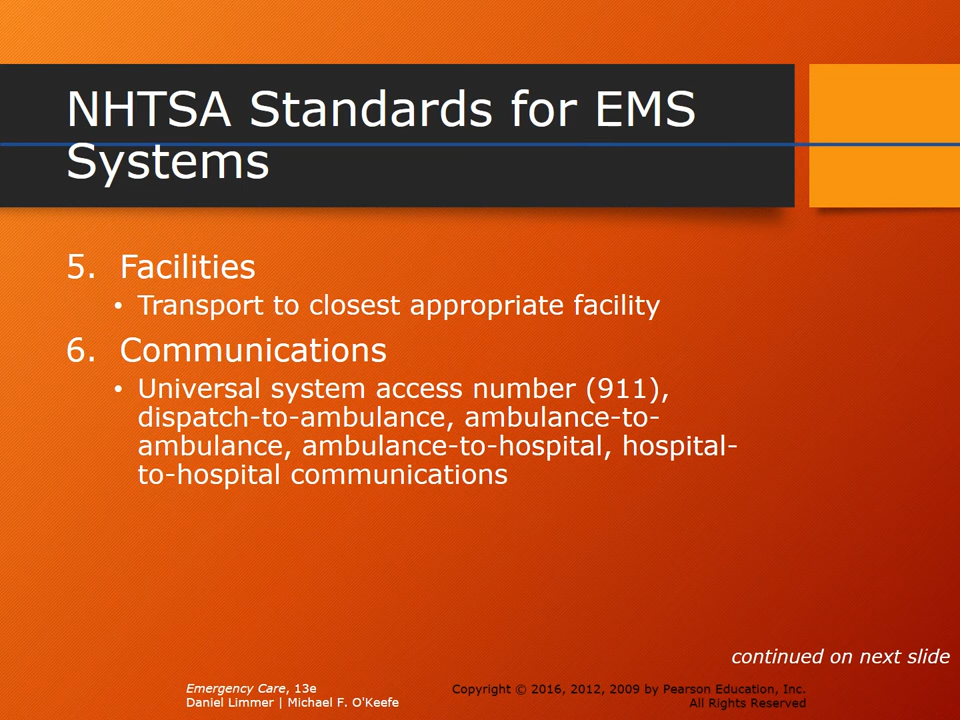 NHTSA Standards for EMS
Systems
5. Facilities
• Transport to closest appropriate facility
6. Communications
• Universal system access number (911),
dispatch-to-ambulance, ambulance-to-
ambulance, ambulance-to-hospital, hospital-
to-hospital communications
continued on next slide
Emergency Care, 13e
Daniel Limmer | Michael F. O'Keefe
Copyright © 2016, 2012, 2009 by Pearson Education, Inc.
All Rights Reserved